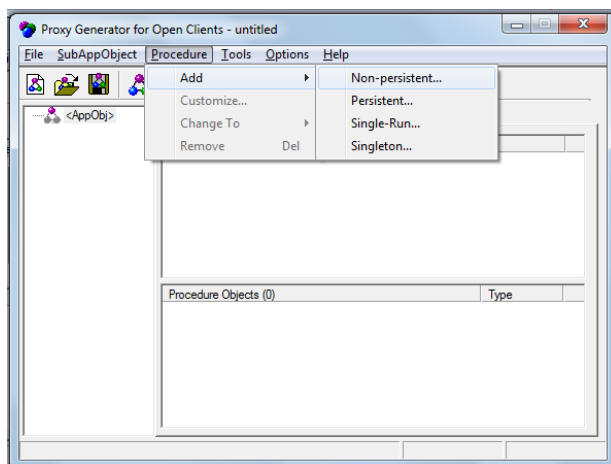 Proxy Generator for Open Clients - untitled
File SubAppObject Procedure Tools Options Help
Add Non-persistent...
Customize... Persistent...
Change To Single-Run...
Remove Del Singleton...
<AppObj>
Procedure Objects (0) Type